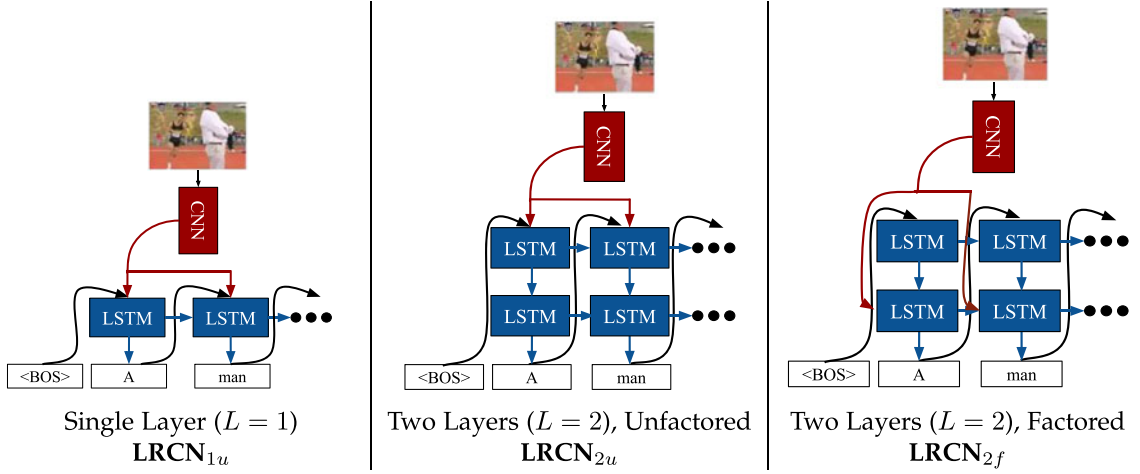 CNN
LSTM LSTM
<BOS> A man
Single Layer (L = 1)
LRCN1u
CNN
LSTM LSTM
LSTM LSTM
<BOS> A man
Two Layers (L = 2), Unfactored
LRCN2u
CNN
LSTM LSTM
LSTM LSTM
<BOS> A man
Two Layers (L = 2), Factored
LRCN2f